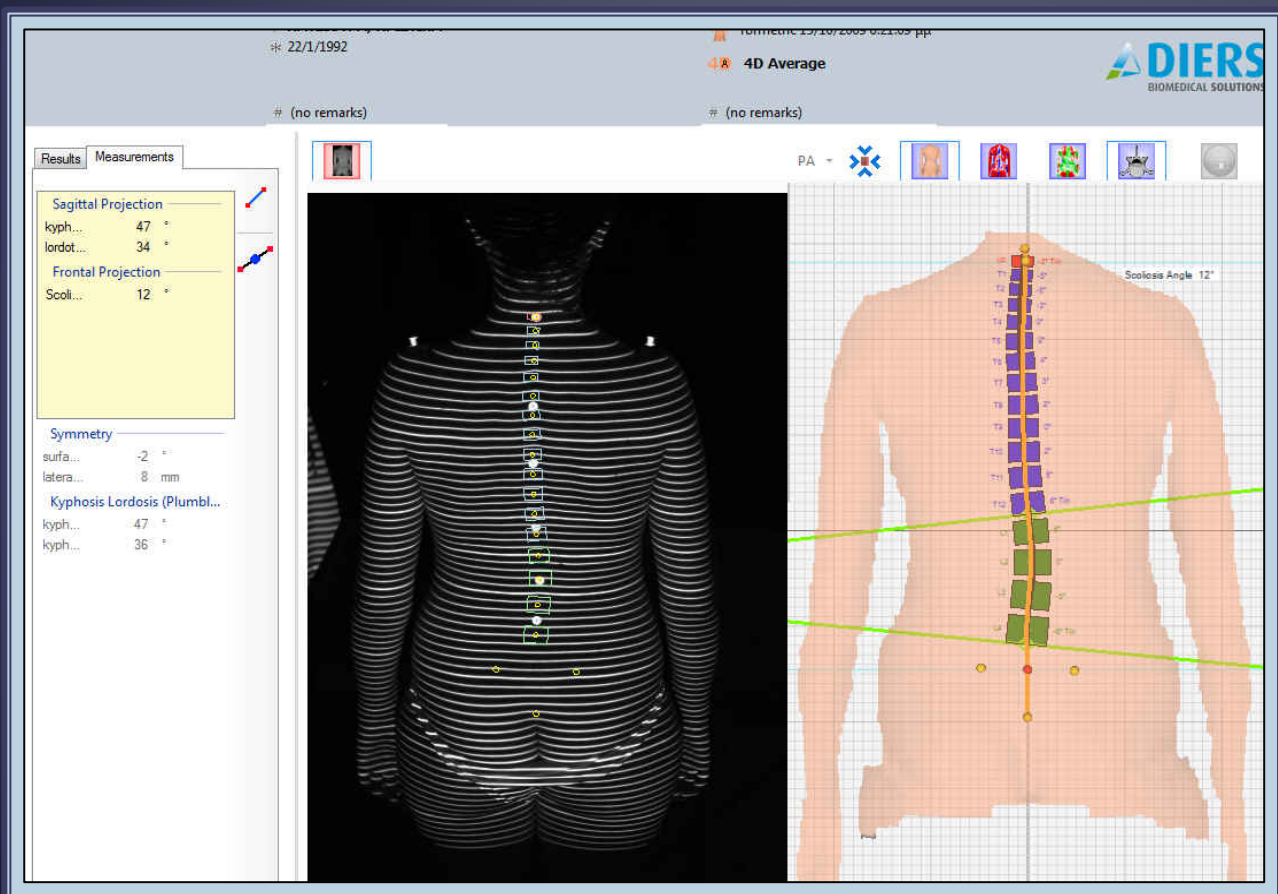 * 22/1/1992
4D Average
DIERS
BIOMEDICAL SOLUTIONS
# (no remarks)
# (no remarks)
Results
Measurements
PA
Sagittal Projection
kyph... 47 °
lordot... 34 °
Frontal Projection
Scoli... 12 °
Symmetry
surfa... -2 °
latera... 8 mm
Kyphosis Lordosis (Plumbl...
kyph... 47 °
kyph... 36 °
Scoliosis Angle 12°
T1
T2
T3
T4
T5
T6
T7
T8
T9
T10
T11
T12
L1
L2
L3
L4